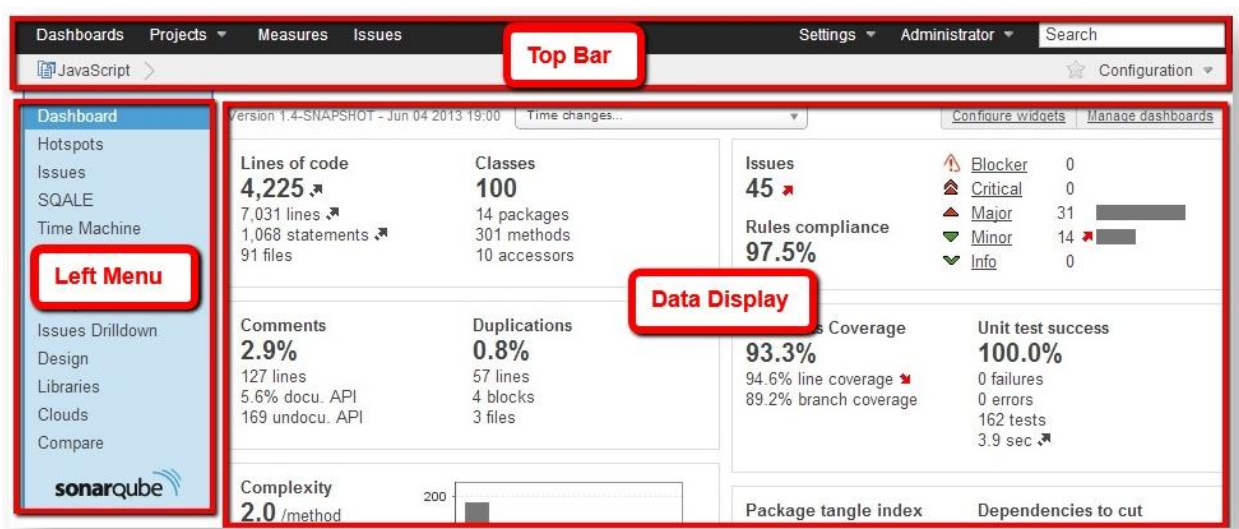 Dashboards Projects Measures Issues Settings Administrator Search
Top Bar
JavaScript Configuration
Dashboard
Hotspots
Issues
SQALE
Time Machine
Left Menu
Issues Drilldown
Design
Libraries
Clouds
Compare
sonarqube
Version 1.4-SNAPSHOT - Jun 04 2013 19:00 Time changes... Configure widgets Manage dashboards
Lines of code
4,225
7,031 lines
1,068 statements
91 files
Classes
100
14 packages
301 methods
10 accessors
Issues
45
Rules compliance
97.5%
Blocker 0
Critical 0
Major 31
Minor 14
Info 0
Data Display
Comments
2.9%
127 lines
5.6% docu. API
169 undocu. API
Duplications
0.8%
57 lines
4 blocks
3 files
Coverage
93.3%
94.6% line coverage
89.2% branch coverage
Unit test success
100.0%
0 failures
0 errors
162 tests
3.9 sec
Complexity
2.0 /method
200
Package tangle index
Dependencies to cut